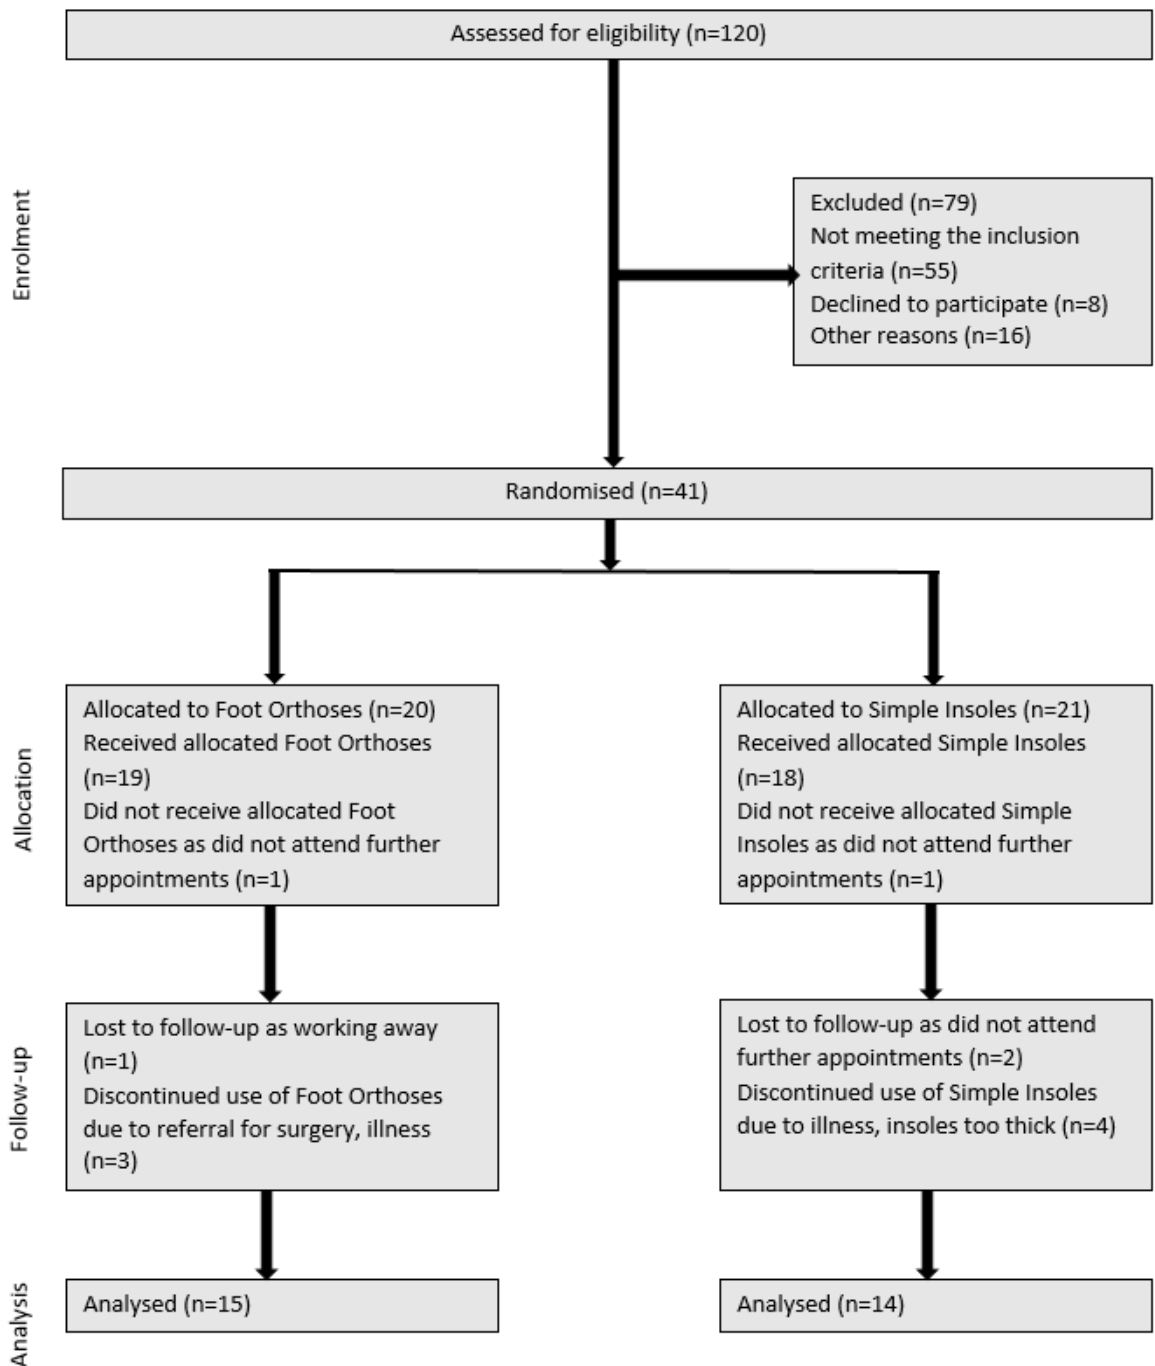 Assessed for eligibility (n=120)
Enrolment
Excluded (n=79)
Not meeting the inclusion
criteria (n=55)
Declined to participate (n=8)
Other reasons (n=16)
Randomised (n=41)
Allocation
Allocated to Foot Orthoses (n=20)
Received allocated Foot Orthoses
(n=19)
Did not receive allocated Foot
Orthoses as did not attend further
appointments (n=1)
Allocated to Simple Insoles (n=21)
Received allocated Simple Insoles
(n=18)
Did not receive allocated Simple
Insoles as did not attend further
appointments (n=1)
Follow-up
Lost to follow-up as working away
(n=1)
Discontinued use of Foot Orthoses
due to referral for surgery, illness
(n=3)
Lost to follow-up as did not attend
further appointments (n=2)
Discontinued use of Simple Insoles
due to illness, insoles too thick (n=4)
Analysis
Analysed (n=15)
Analysed (n=14)